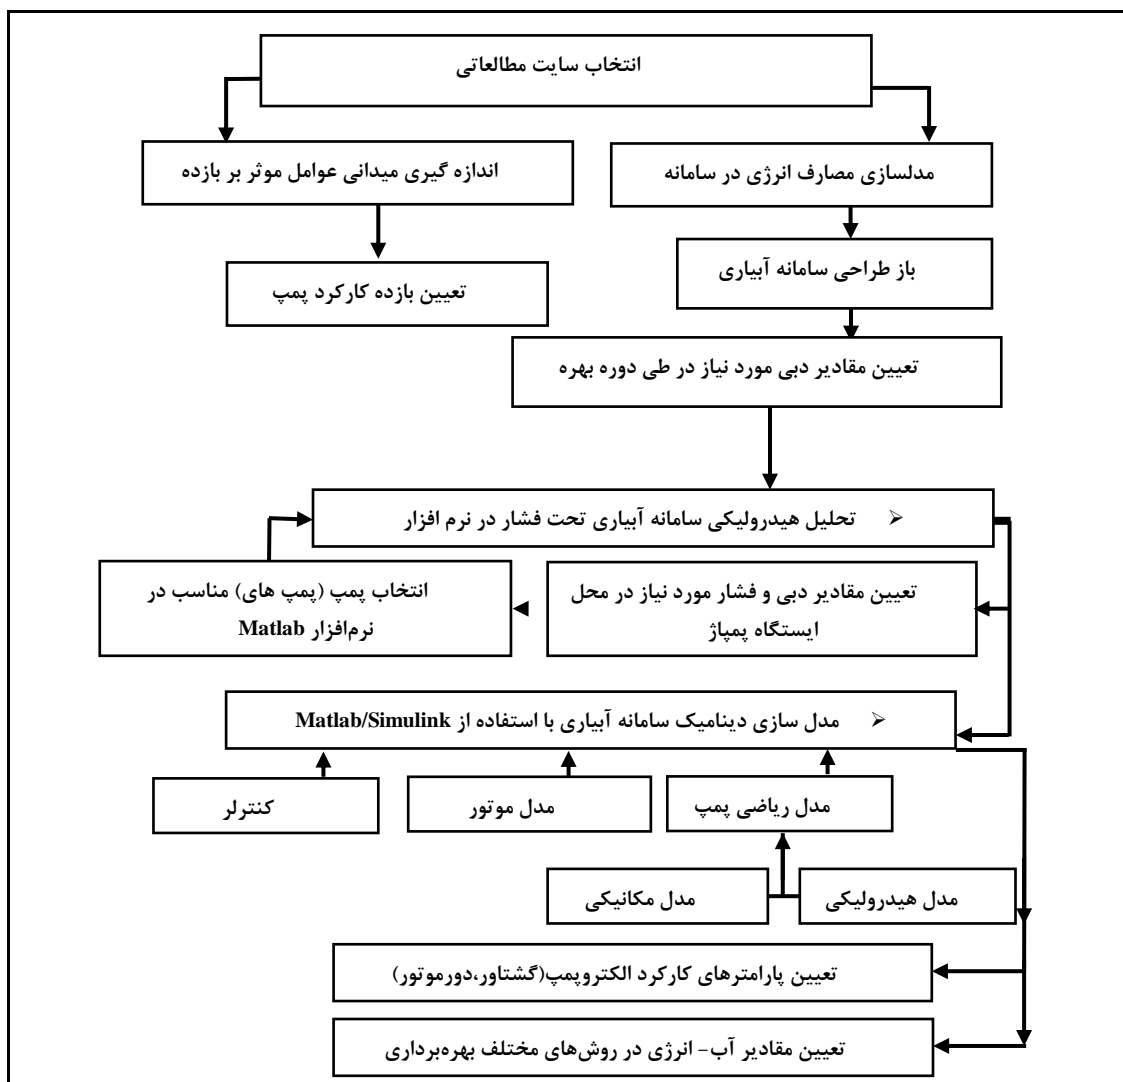 انتخاب سایت مطالعاتی
اندازه گیری میدانی عوامل موثر بر بازده
مدلسازی مصارف انرژی در سامانه
باز طراحی سامانه آبیاری
تعیین بازده کارکرد پمپ
تعیین مقادیر دبی مورد نیاز در طی دوره بهره
➢ تحلیل هیدرولیکی سامانه آبیاری تحت فشار در نرم افزار
تعیین مقادیر دبی و فشار مورد نیاز در محل
ایستگاه پمپاژ
انتخاب پمپ (پمپ های) مناسب در
نرم‌افزار Matlab
➢ مدل سازی دینامیک سامانه آبیاری با استفاده از Matlab/Simulink
مدل ریاضی پمپ
مدل موتور
کنترلر
مدل هیدرولیکی
مدل مکانیکی
تعیین پارامترهای کارکرد الکتروپمپ(گشتاور،دورموتور)
تعیین مقادیر آب- انرژی در روش‌های مختلف بهره‌برداری